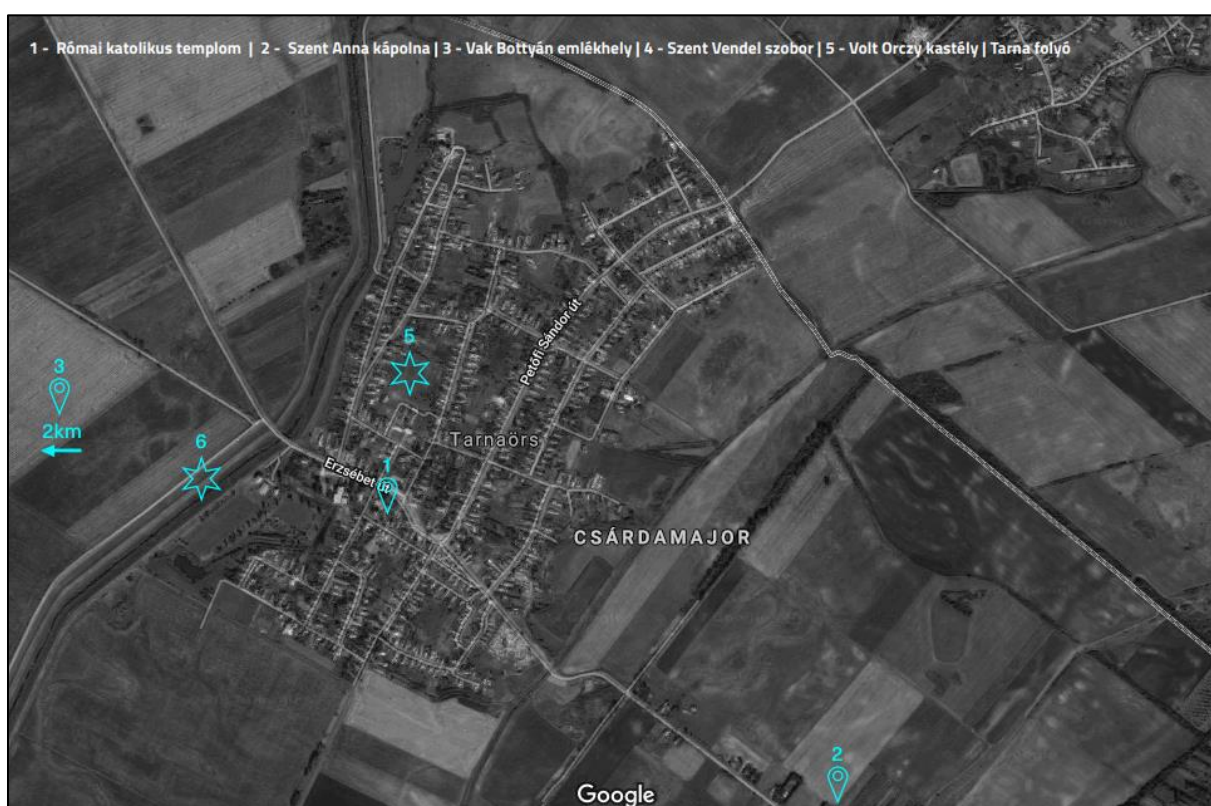 1 - Római katolikus templom | 2 - Szent Anna kápolna | 3 - Vak Bottyán emlékhely | 4 - Szent Vendel szobor | 5 - Volt Orczy kastély | Tarna folyó
5
Petőfi Sándor út
3
2km
6
Tarnaörs
1
Erzsébet út
CSÁRDAMAJOR
2
Google